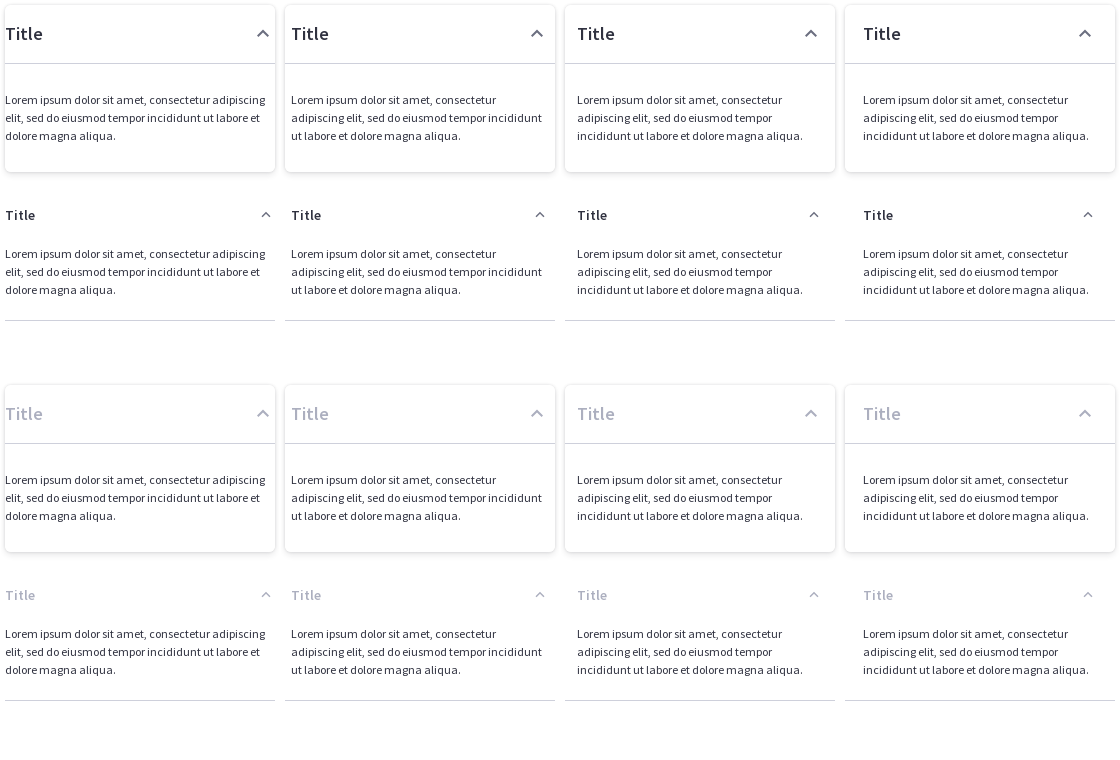 Title
Title
Title
Title
Lorem ipsum dolor sit amet, consectetur adipiscing
elit, sed do eiusmod tempor incididunt ut labore et
dolore magna aliqua.
Lorem ipsum dolor sit amet, consectetur
adipiscing elit, sed do eiusmod tempor incididunt
ut labore et dolore magna aliqua.
Lorem ipsum dolor sit amet, consectetur
adipiscing elit, sed do eiusmod tempor
incididunt ut labore et dolore magna aliqua.
Lorem ipsum dolor sit amet, consectetur
adipiscing elit, sed do eiusmod tempor
incididunt ut labore et dolore magna aliqua.
Title
Title
Title
Title
Lorem ipsum dolor sit amet, consectetur adipiscing
elit, sed do eiusmod tempor incididunt ut labore et
dolore magna aliqua.
Lorem ipsum dolor sit amet, consectetur
adipiscing elit, sed do eiusmod tempor incididunt
ut labore et dolore magna aliqua.
Lorem ipsum dolor sit amet, consectetur
adipiscing elit, sed do eiusmod tempor
incididunt ut labore et dolore magna aliqua.
Lorem ipsum dolor sit amet, consectetur
adipiscing elit, sed do eiusmod tempor
incididunt ut labore et dolore magna aliqua.
Title
Title
Title
Title
Lorem ipsum dolor sit amet, consectetur adipiscing
elit, sed do eiusmod tempor incididunt ut labore et
dolore magna aliqua.
Lorem ipsum dolor sit amet, consectetur
adipiscing elit, sed do eiusmod tempor incididunt
ut labore et dolore magna aliqua.
Lorem ipsum dolor sit amet, consectetur
adipiscing elit, sed do eiusmod tempor
incididunt ut labore et dolore magna aliqua.
Lorem ipsum dolor sit amet, consectetur
adipiscing elit, sed do eiusmod tempor
incididunt ut labore et dolore magna aliqua.
Title
Title
Title
Title
Lorem ipsum dolor sit amet, consectetur adipiscing
elit, sed do eiusmod tempor incididunt ut labore et
dolore magna aliqua.
Lorem ipsum dolor sit amet, consectetur
adipiscing elit, sed do eiusmod tempor incididunt
ut labore et dolore magna aliqua.
Lorem ipsum dolor sit amet, consectetur
adipiscing elit, sed do eiusmod tempor
incididunt ut labore et dolore magna aliqua.
Lorem ipsum dolor sit amet, consectetur
adipiscing elit, sed do eiusmod tempor
incididunt ut labore et dolore magna aliqua.